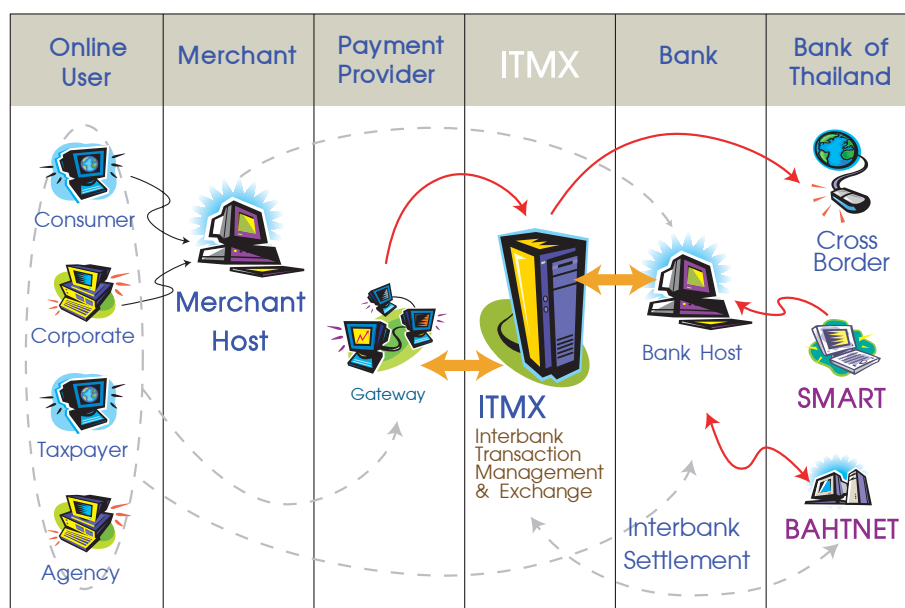 Online
User
Merchant
Payment
Provider
ITMX
Bank
Bank of
Thailand
Consumer
Corporate
Taxpayer
Agency
Merchant
Host
Gateway
ITMX
Interbank
Transaction
Management
& Exchange
Bank Host
Interbank
Settlement
Cross
Border
SMART
BAHTNET